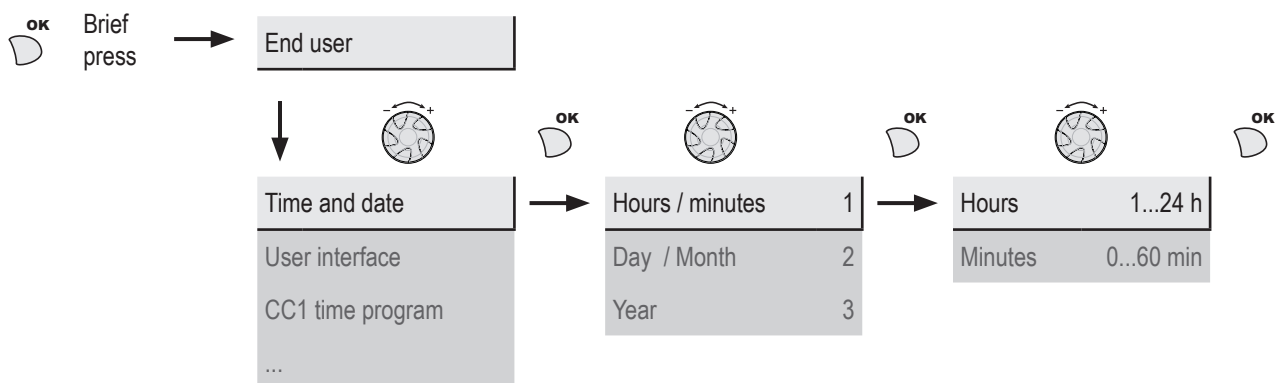 OK
Brief
press
End user
- +
OK
- +
OK
- +
OK
Time and date
Hours / minutes 1
Hours 1...24 h
User interface
Day / Month 2
Minutes 0...60 min
CC1 time program
Year 3
...